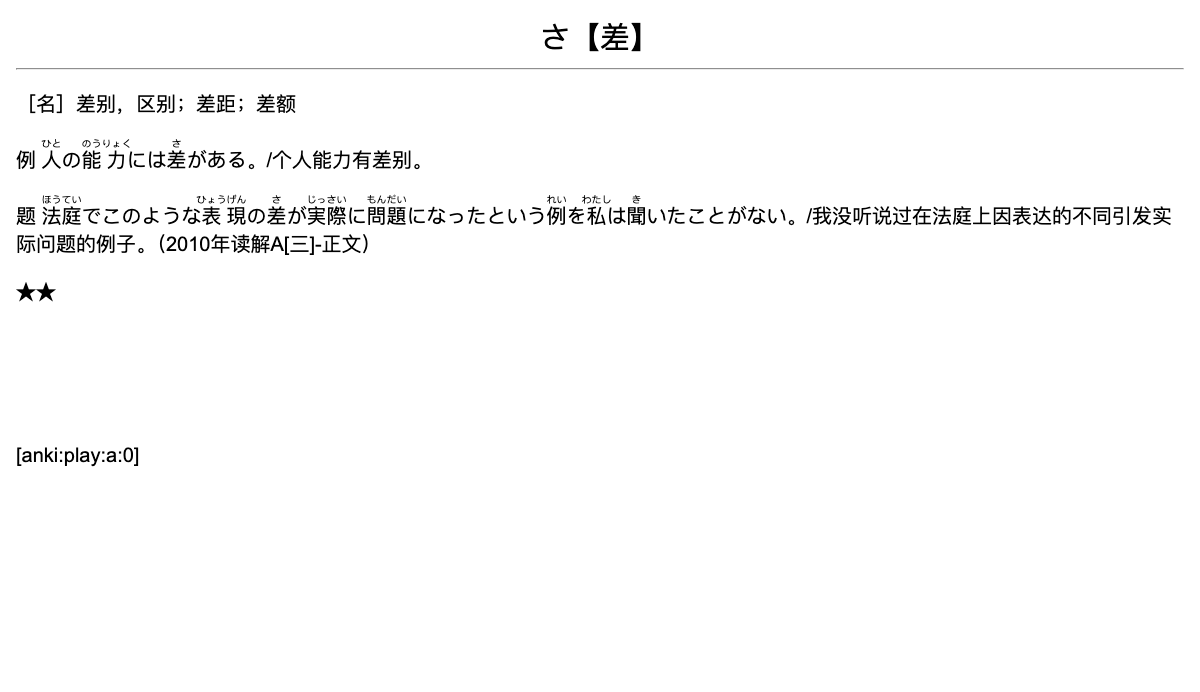 さ【差】
［名］差别，区别；差距；差额
ひと のうりょく さ
例 人の能力には差がある。/个人能力有差别。
ほうてい ひょうげん さ じっさい もんだい れい わたし き
题 法庭でこのような表現の差が実際に問題になったという例を私は聞いたことがない。/我没听说过在法庭上因表达的不同引发实
际问题的例子。（2010年读解A[三]-正文）
★★
[anki:play:a:0]